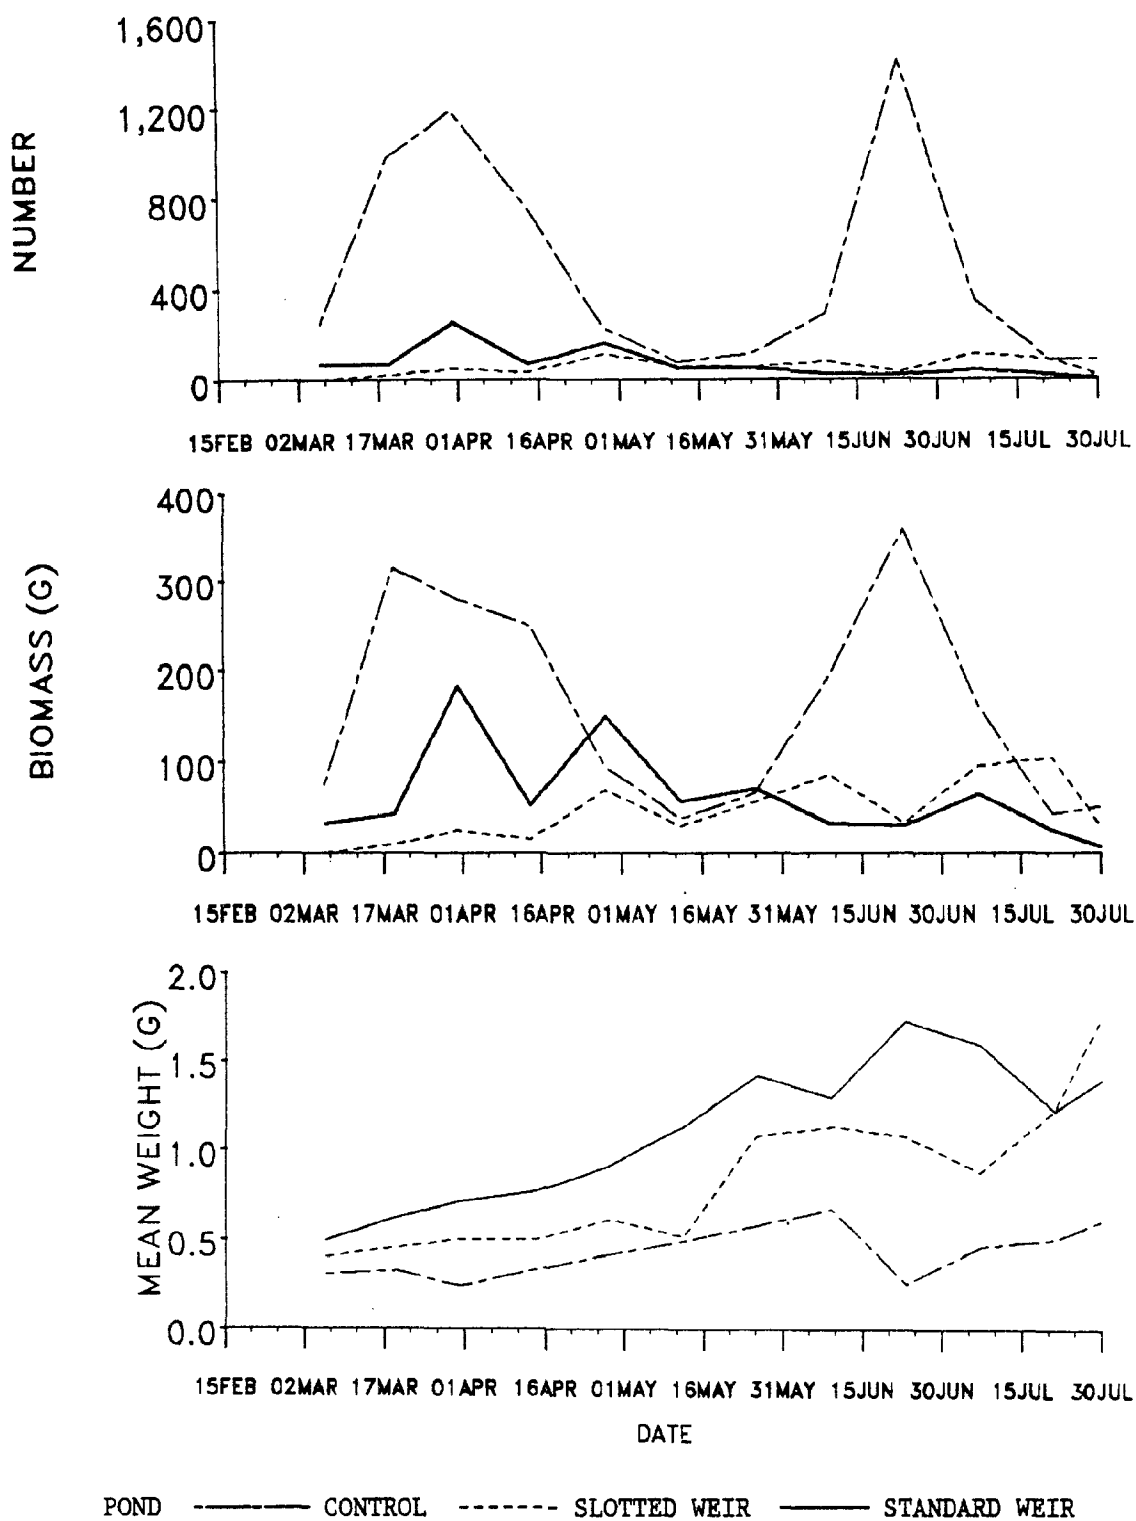 NUMBER
1,600
1,200
800
400
0
15FEB 02MAR 17MAR 01APR 16APR 01MAY 16MAY 31MAY 15JUN 30JUN 15JUL 30JUL
BIOMASS (G)
400
300
200
100
0
15FEB 02MAR 17MAR 01APR 16APR 01MAY 16MAY 31MAY 15JUN 30JUN 15JUL 30JUL
MEAN WEIGHT (G)
2.0
1.5
1.0
0.5
0.0
15FEB 02MAR 17MAR 01APR 16APR 01MAY 16MAY 31MAY 15JUN 30JUN 15JUL 30JUL
DATE
POND CONTROL SLOTTED WEIR STANDARD WEIR